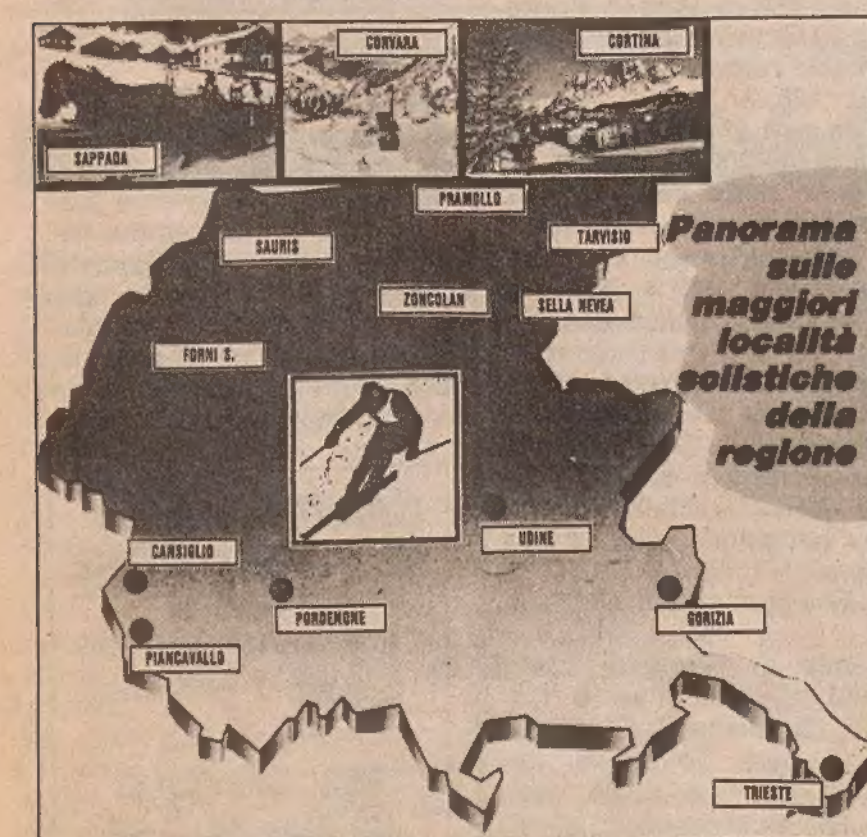 CORVARA
CORTINA
SAPPADA
PRAMOLLO
SAURIS
TARVISIO
ZONCOLAN
SELLA NEVEA
FORNI S.
Panorama
sulle
maggiori
località
sciistiche
della
regione
CANSIGLIO
UDINE
PORDENONE
GORIZIA
PIANCAVALLO
TRIESTE